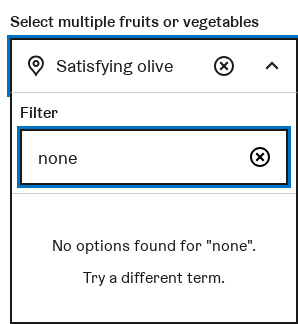 Select multiple fruits or vegetables
Satisfying olive
Filter
none
No options found for "none".
Try a different term.